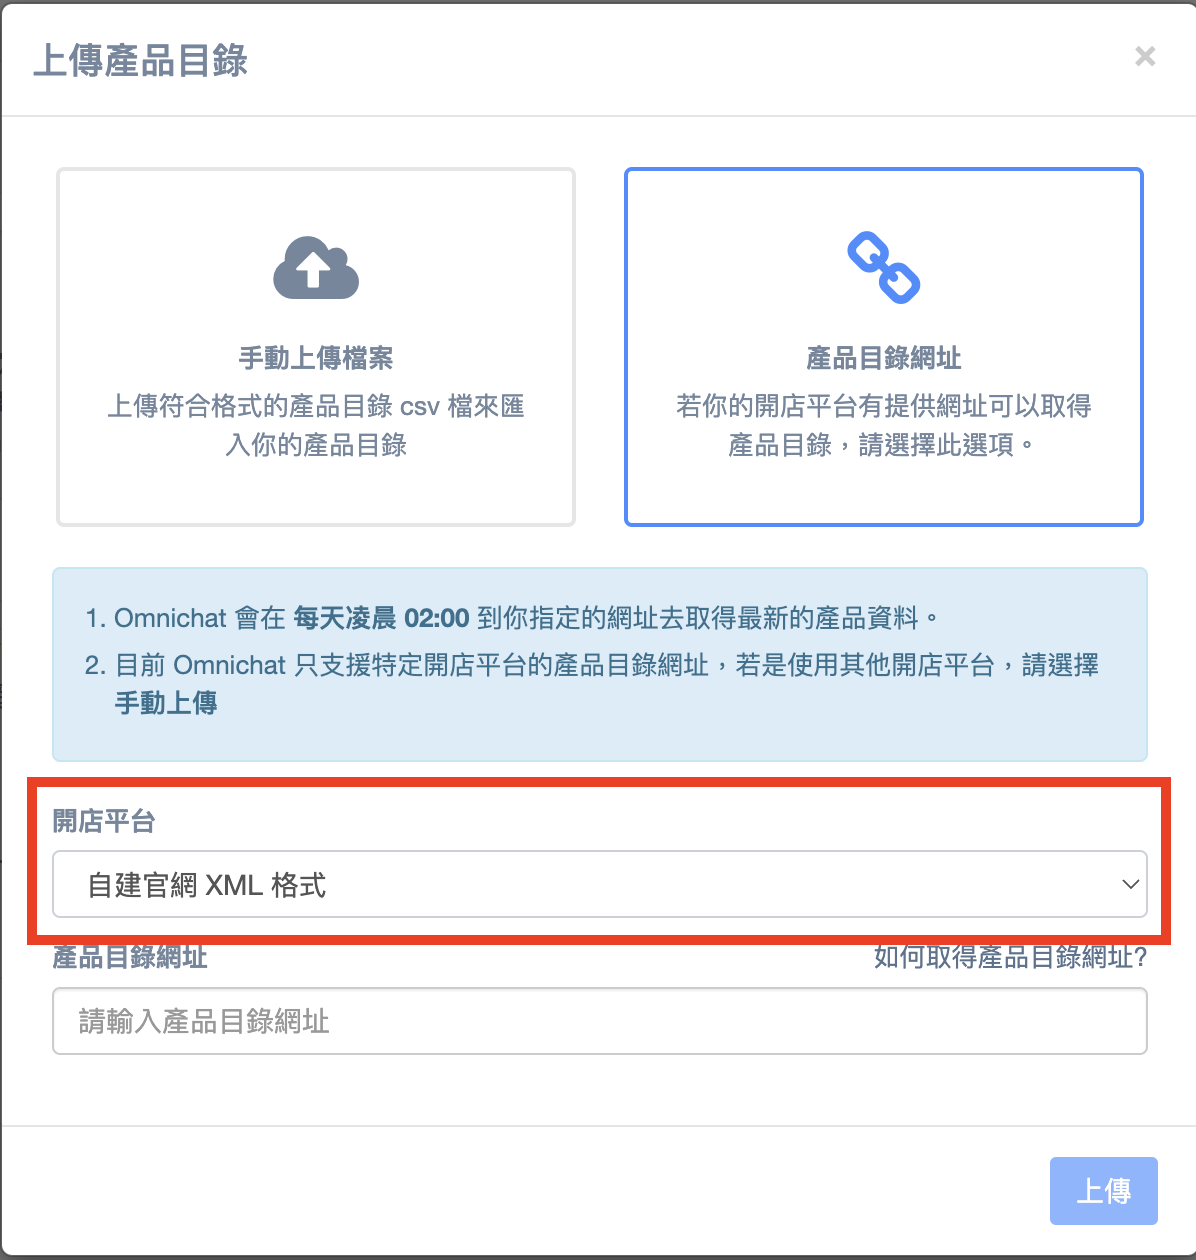 上傳產品目錄
×
手動上傳檔案
上傳符合格式的產品目錄 csv 檔來匯
入你的產品目錄
產品目錄網址
若你的開店平台有提供網址可以取得
產品目錄，請選擇此選項。
1. Omnichat 會在 每天凌晨 02:00 到你指定的網址去取得最新的產品資料。
2. 目前 Omnichat 只支援特定開店平台的產品目錄網址，若是使用其他開店平台，請選擇
手動上傳
開店平台
自建官網 XML 格式
產品目錄網址
如何取得產品目錄網址?
請輸入產品目錄網址
上傳